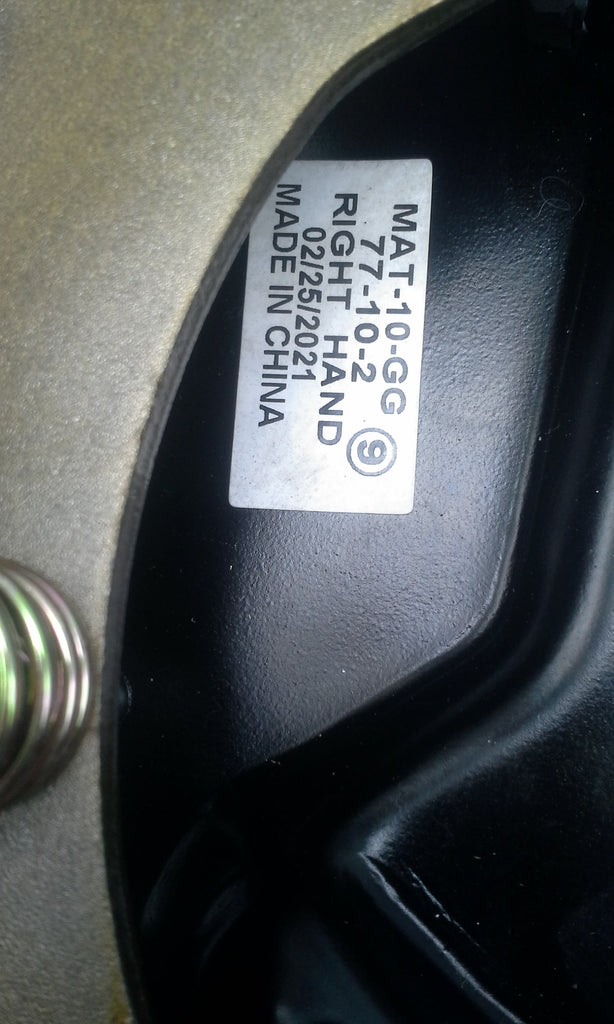 MAT-10-GG
77-10-2 9
RIGHT HAND
02/25/2021
MADE IN CHINA